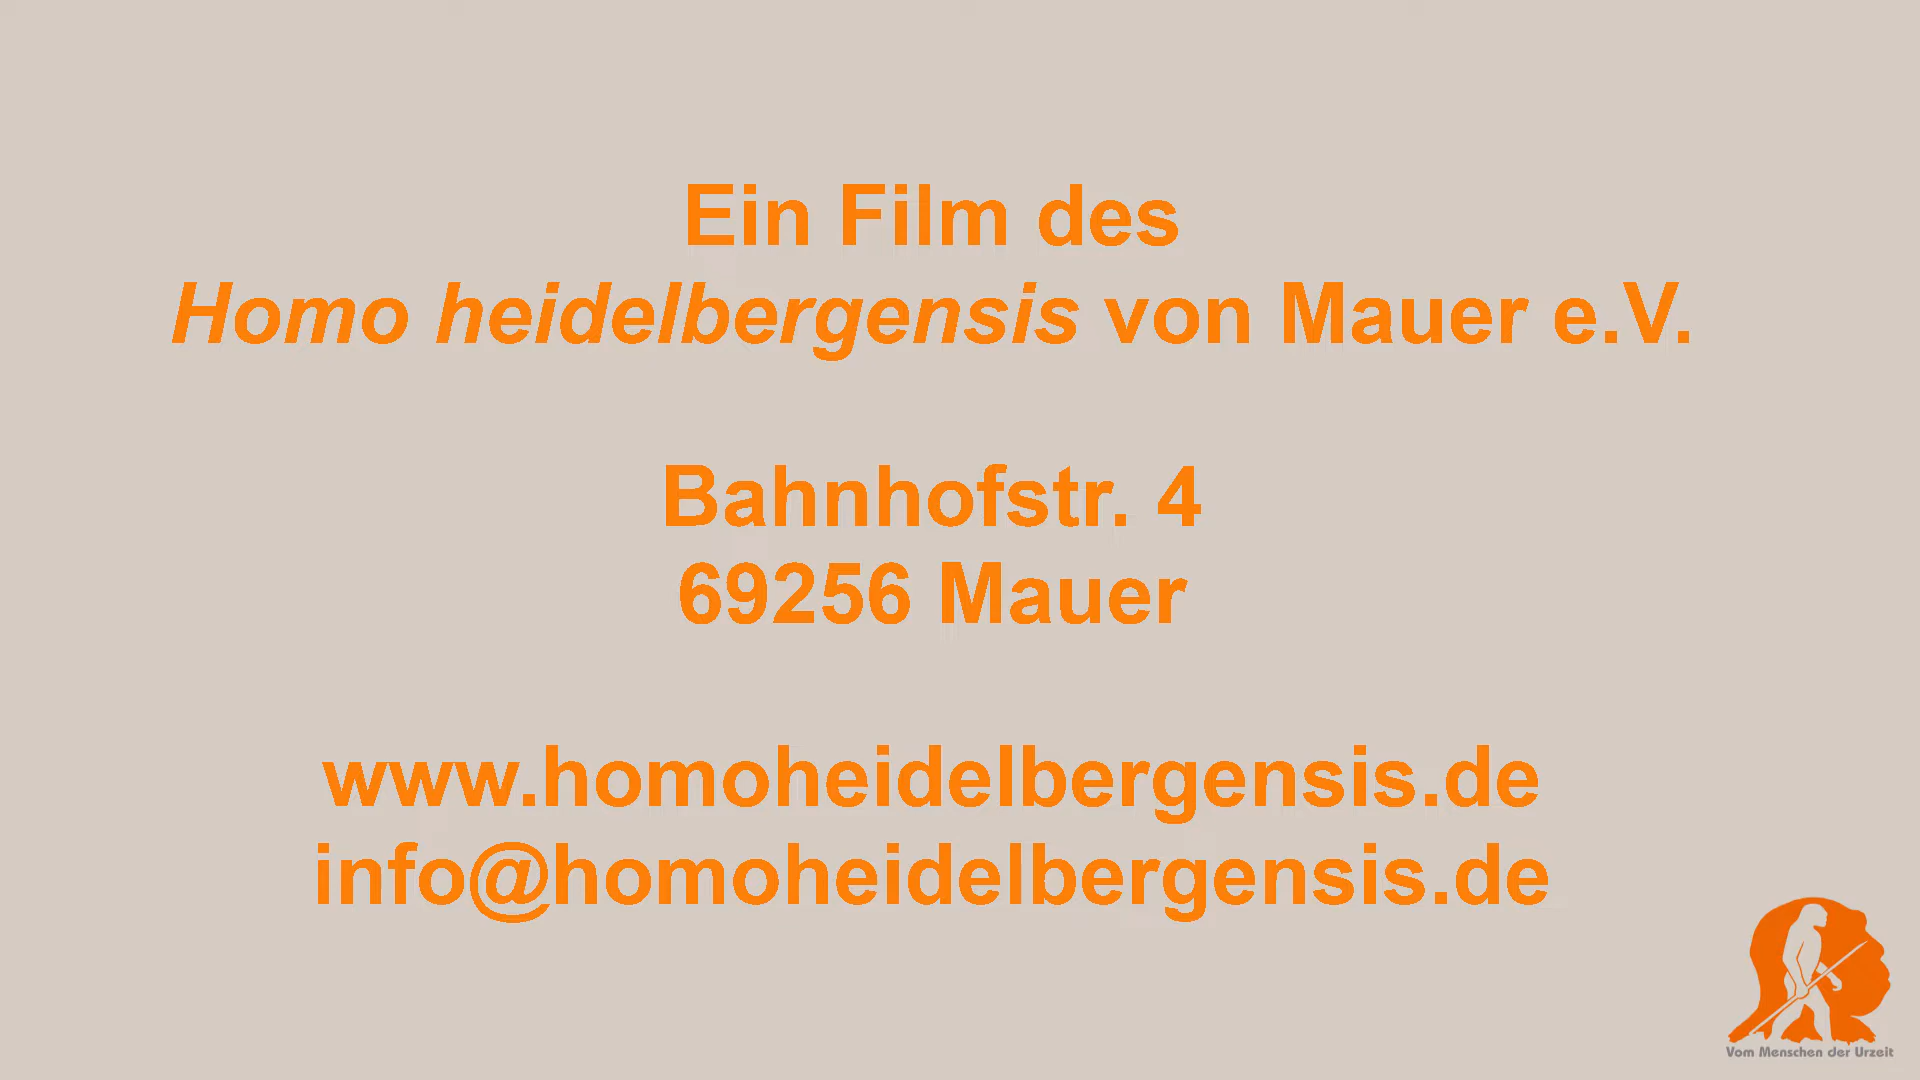 Ein Film des
Homo heidelbergensis von Mauer e.V.
Bahnhofstr. 4
69256 Mauer
www.homoheidelbergensis.de
info@homoheidelbergensis.de
Vom Menschen der Urzeit